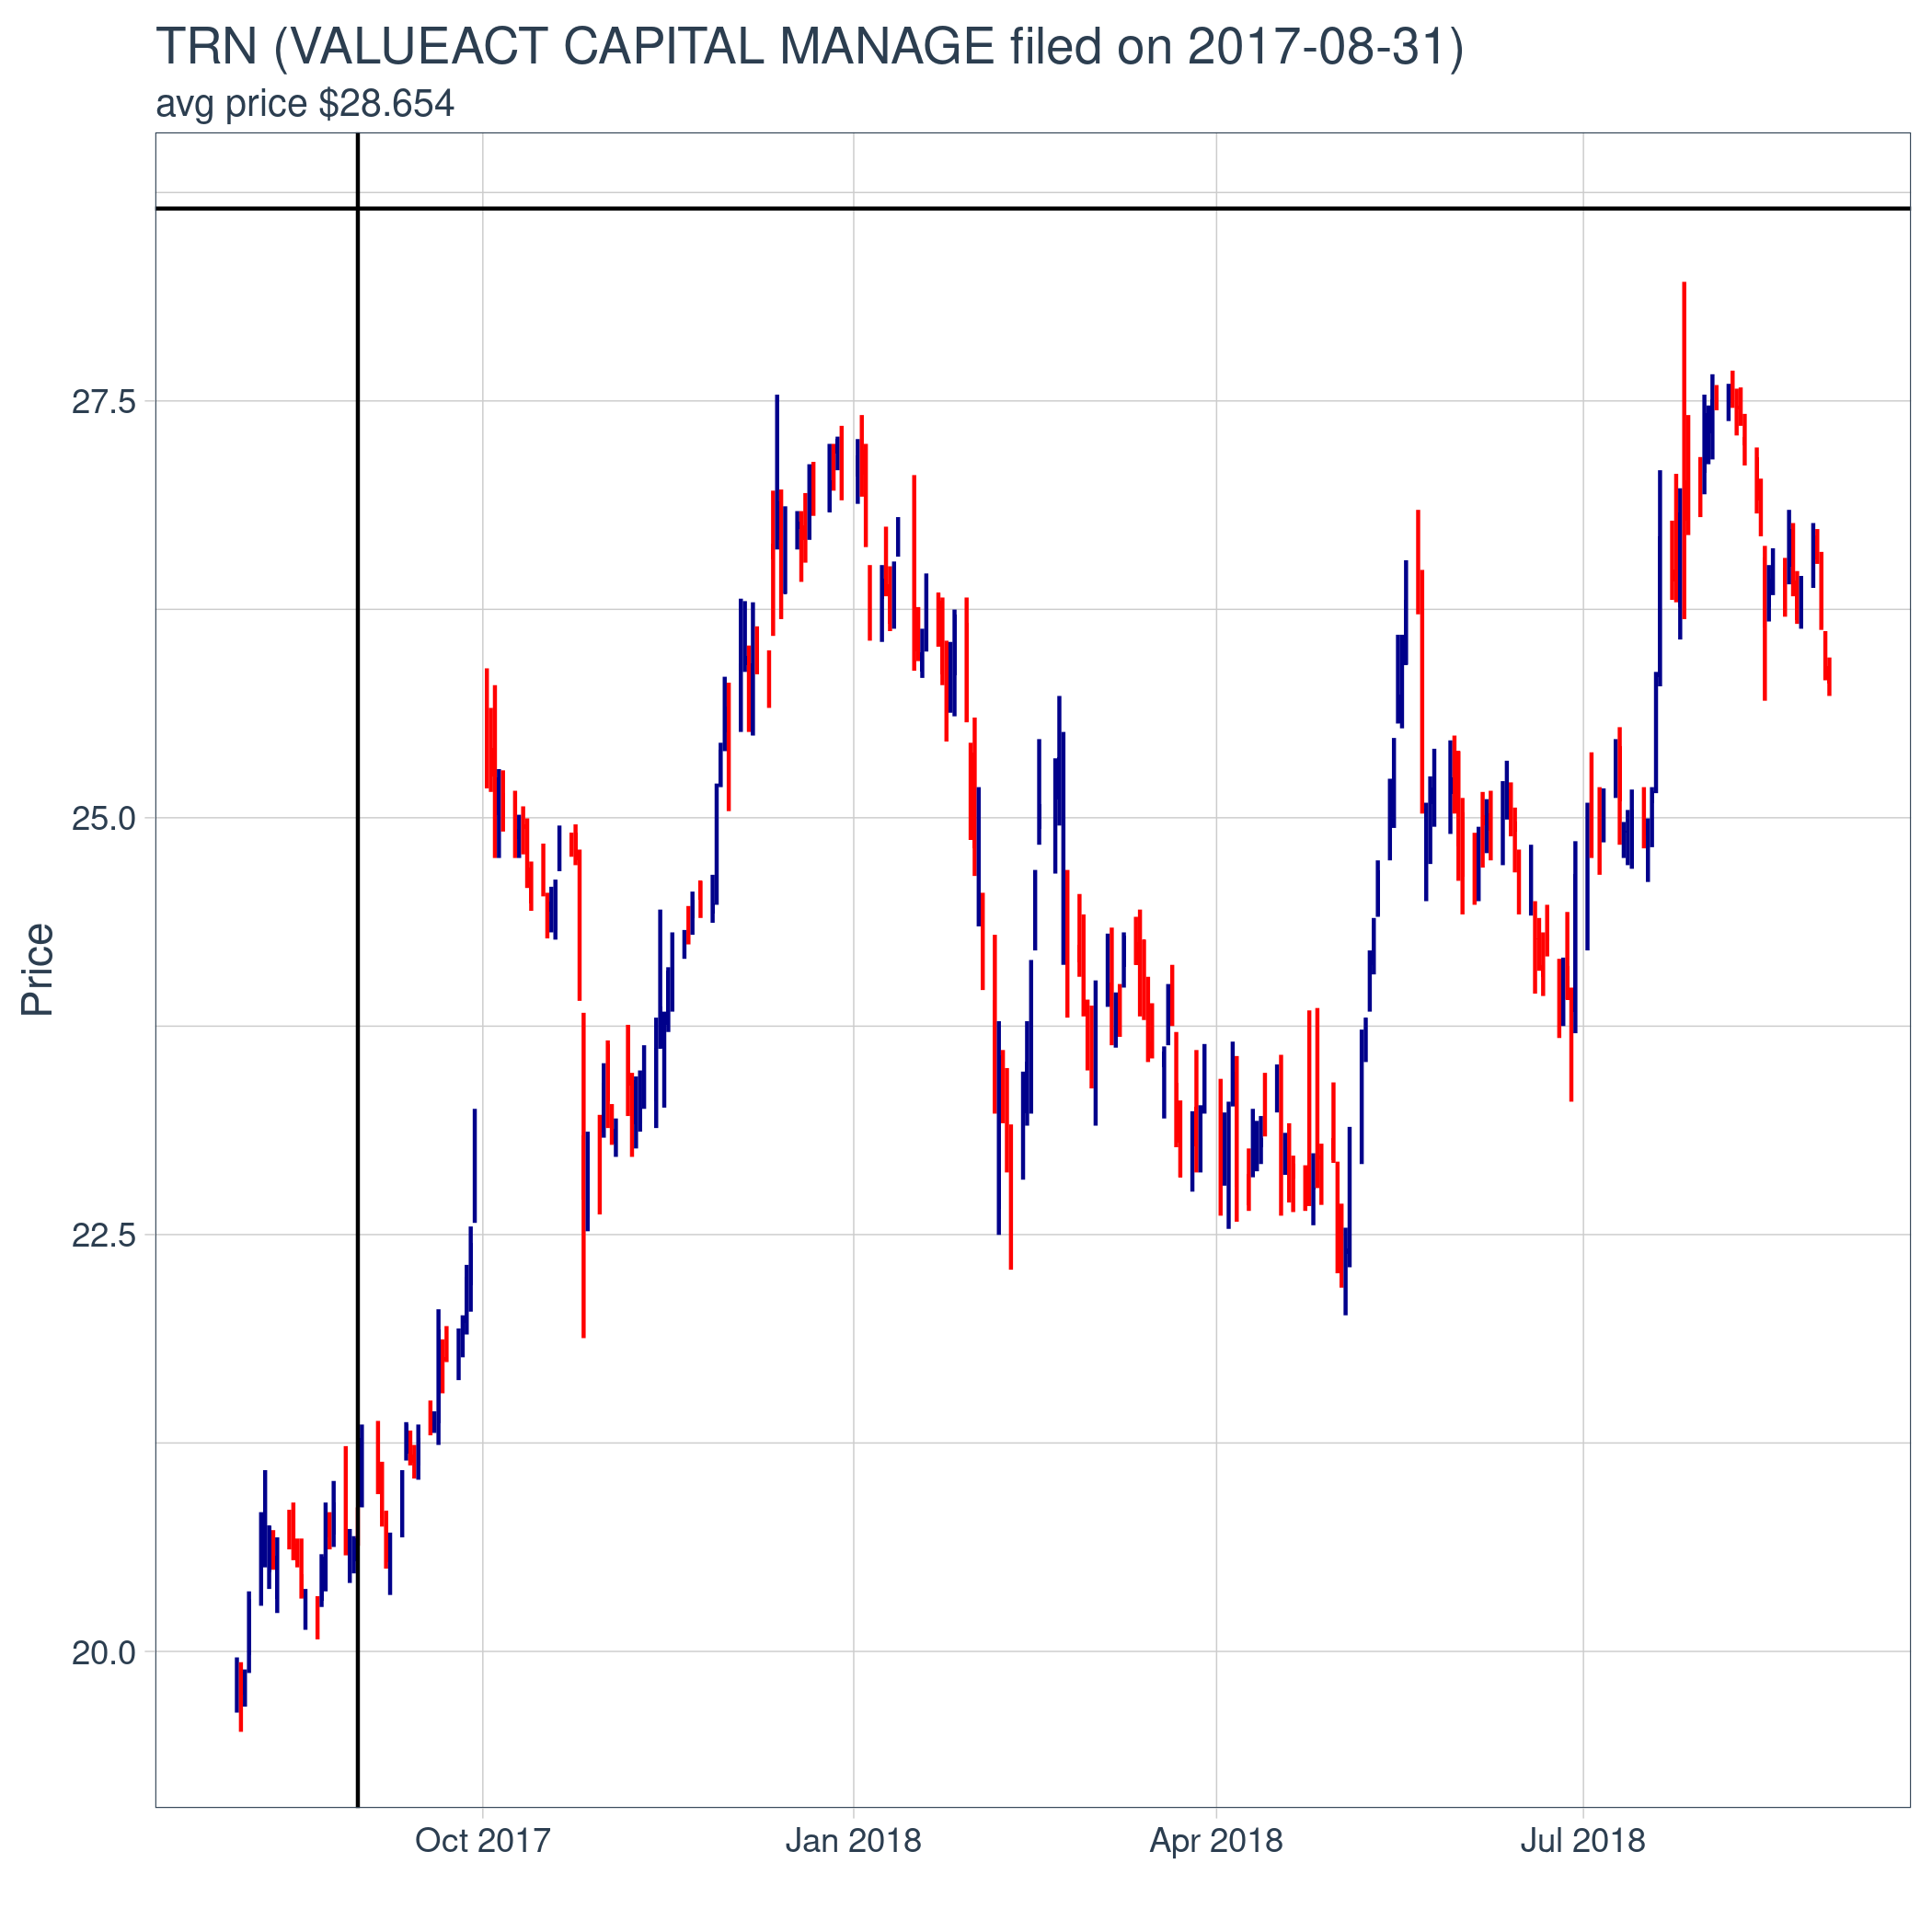 TRN (VALUEACT CAPITAL MANAGE filed on 2017-08-31)
avg price $28.654
27.5
25.0
22.5
20.0
Price
Oct 2017
Jan 2018
Apr 2018
Jul 2018